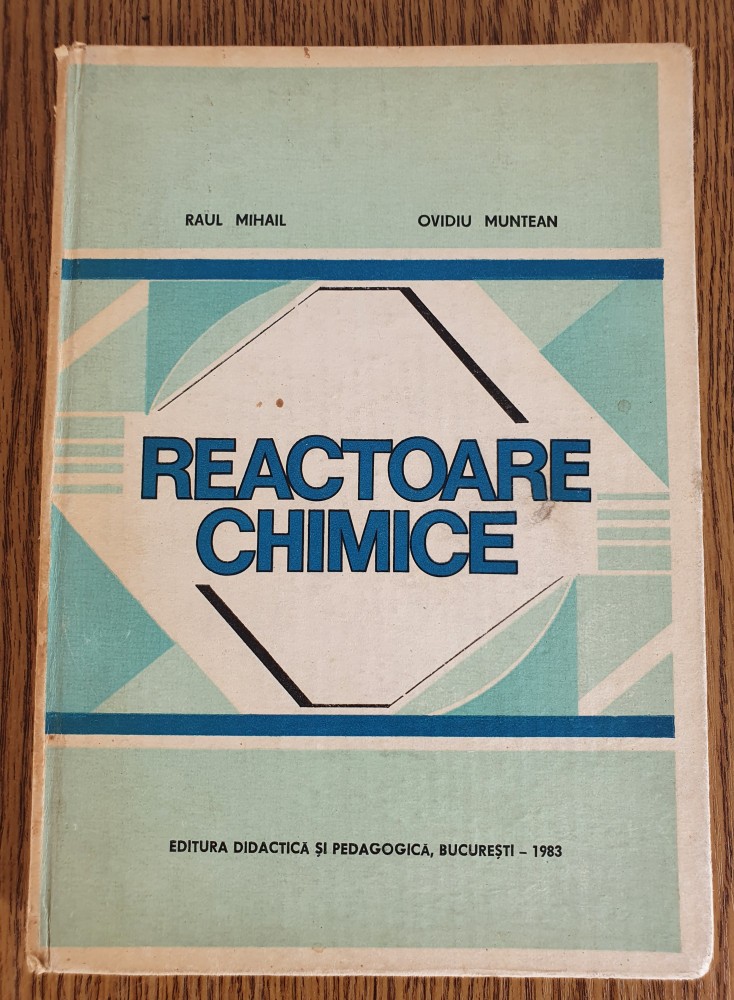 RAUL MIHAIL OVIDIU MUNTEAN
REACTOARE
CHIMICE
EDITURA DIDACTICĂ ŞI PEDAGOGICĂ, BUCUREŞTI – 1983